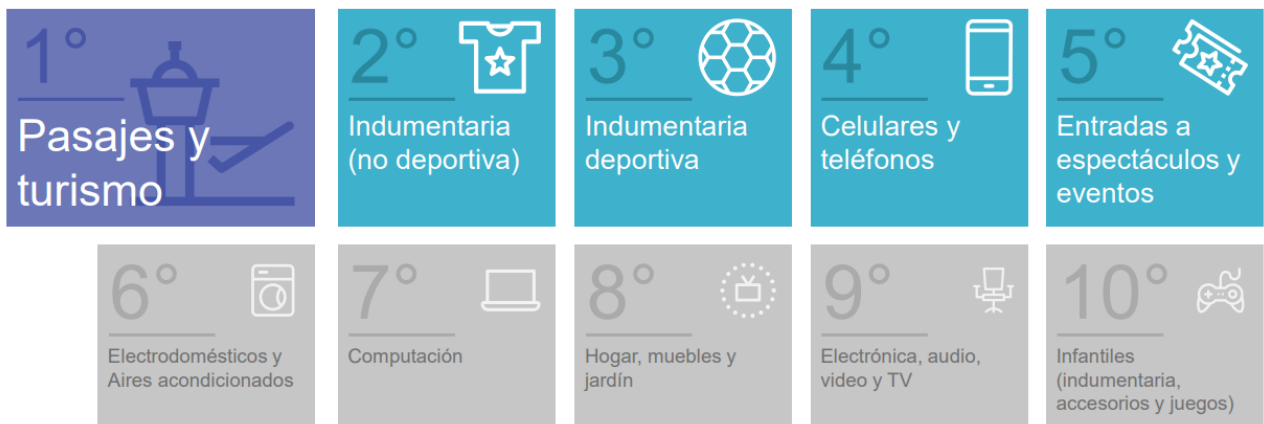 1°
Pasajes y
turismo
2°
Indumentaria
(no deportiva)
3°
Indumentaria
deportiva
4°
Celulares y
teléfonos
5°
Entradas a
espectáculos y
eventos
6°
Electrodomésticos y
Aires acondicionados
7°
Computación
8°
Hogar, muebles y
jardín
9°
Electrónica, audio,
video y TV
10°
Infantiles
(indumentaria,
accesorios y juegos)